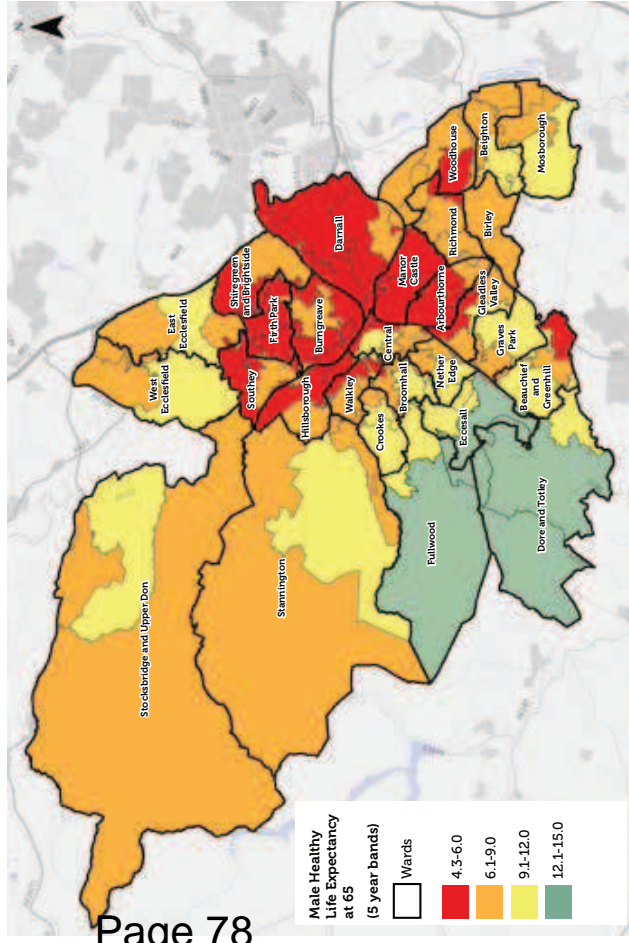 Stocksbridge and Upper Don
Stannington
West
Ecclesfield
East
Ecclesfield
Southey
Shiregreen
and Brightside
Firth Park
Hillsborough
Burngreave
Darnall
Walkley
Crookes
Broomhall
Central
Manor
Castle
Arbourthorne
Richmond
Woodhouse
Beighton
Mosborough
Birley
Fullwood
Eccesall
Nether
Edge
Gleadless
Valley
Graves
Park
Beauchief
and
Greenhill
Dore and Totley
Male Healthy
Life Expectancy
at 65
(5 year bands)
Wards
4.3-6.0
6.1-9.0
9.1-12.0
12.1-15.0
Page 78